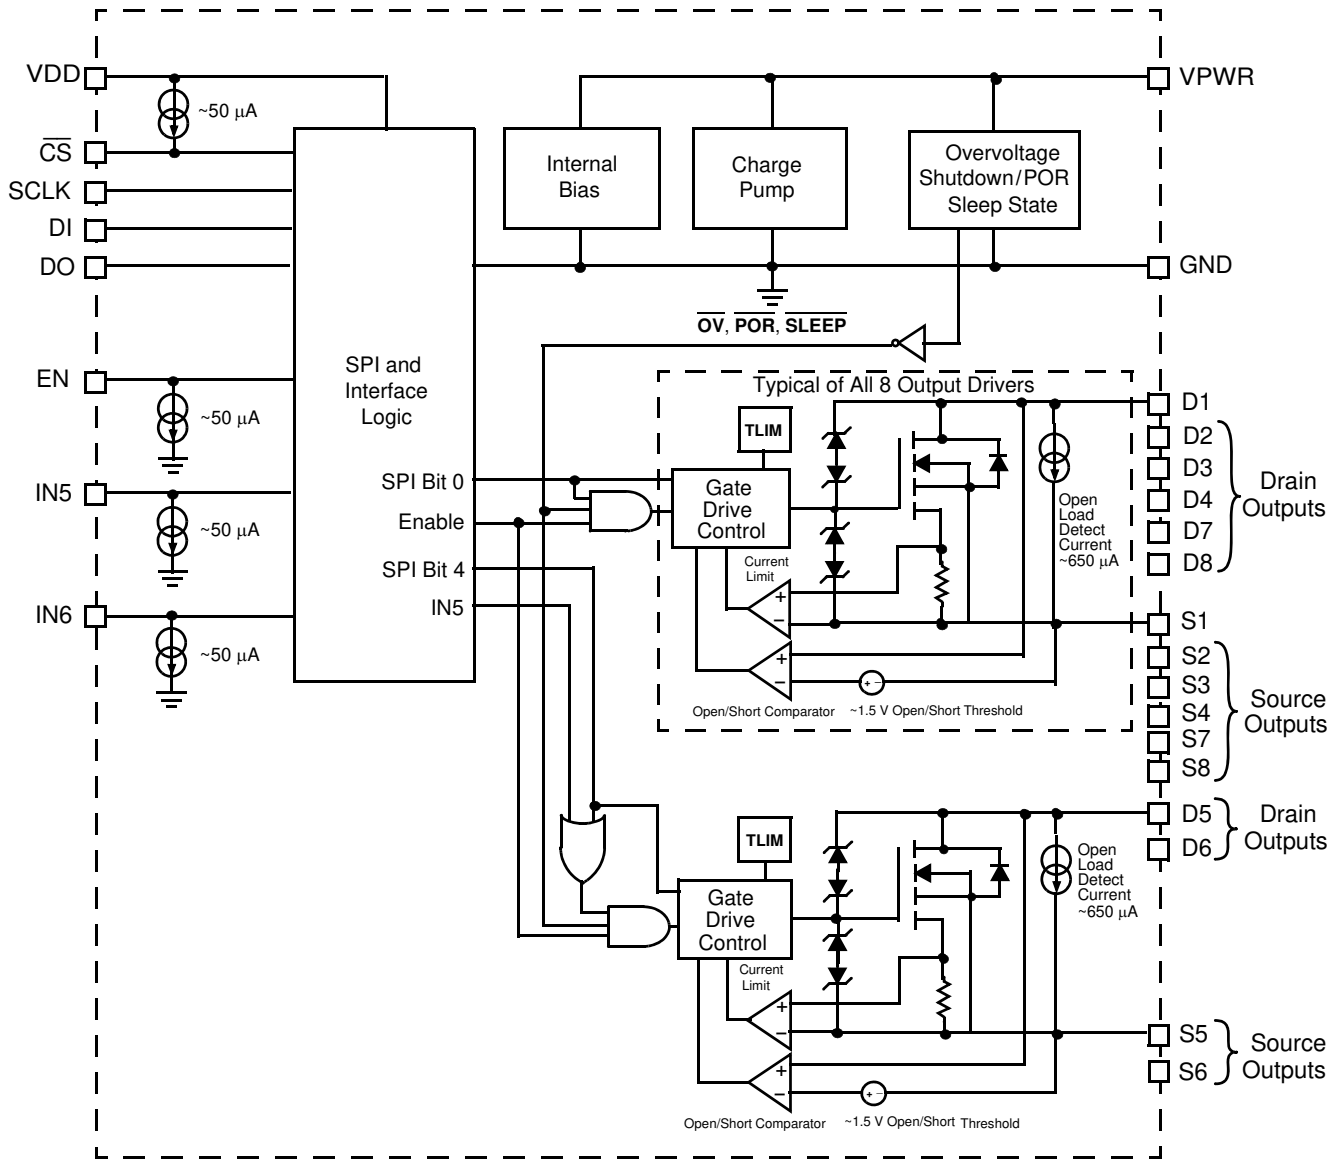 VDD
~50 µA
CS
SCLK
DI
DO
EN
~50 µA
IN5
~50 µA
IN6
~50 µA
SPI and
Interface
Logic
SPI Bit 0
Enable
SPI Bit 4
IN5
Internal
Bias
Charge
Pump
Overvoltage
Shutdown/POR
Sleep State
VPWR
GND
OV, POR, SLEEP
Typical of All 8 Output Drivers
TLIM
Gate
Drive
Control
Current
Limit
+
−
+
−
+ −
Open
Load
Detect
Current
~650 µA
Open/Short Comparator
~1.5 V Open/Short Threshold
D1
D2
D3
D4
D7
D8
Drain
Outputs
S1
S2
S3
S4
S7
S8
Source
Outputs
TLIM
Gate
Drive
Control
Current
Limit
+
−
+
−
+ −
Open
Load
Detect
Current
~650 µA
Open/Short Comparator
~1.5 V Open/Short Threshold
D5
D6
Drain
Outputs
S5
S6
Source
Outputs